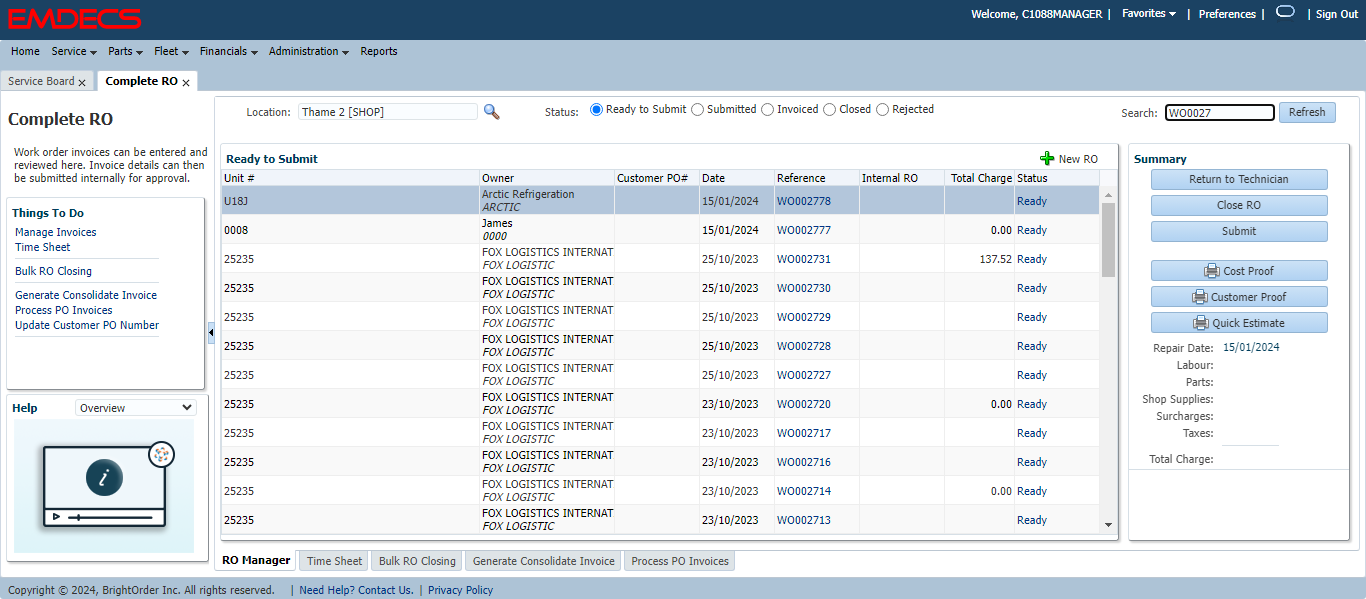 EMDECS
Welcome, C1088MANAGER | Favorites | Preferences | | Sign Out
Home Service Parts Fleet Financials Administration Reports
Service Board x Complete RO x
Complete RO
Work order invoices can be entered and
reviewed here. Invoice details can then
be submitted internally for approval.
Things To Do
Manage Invoices
Time Sheet
Bulk RO Closing
Generate Consolidate Invoice
Process PO Invoices
Update Customer PO Number
Help Overview
i
Location: Thame 2 [SHOP] Status: Ready to Submit Submitted Invoiced Closed Rejected Search: WO0027 Refresh
Ready to Submit New RO
Unit # Owner Customer PO# Date Reference Internal RO Total Charge Status
U18J Arctic Refrigeration 15/01/2024 WO002778 Ready
ARCTIC
0008 James 15/01/2024 WO002777 0.00 Ready
0000
25235 FOX LOGISTICS INTERNAT 25/10/2023 WO002731 137.52 Ready
FOX LOGISTIC
25235 FOX LOGISTICS INTERNAT 25/10/2023 WO002730 Ready
FOX LOGISTIC
25235 FOX LOGISTICS INTERNAT 25/10/2023 WO002729 Ready
FOX LOGISTIC
25235 FOX LOGISTICS INTERNAT 25/10/2023 WO002728 Ready
FOX LOGISTIC
25235 FOX LOGISTICS INTERNAT 25/10/2023 WO002727 Ready
FOX LOGISTIC
25235 FOX LOGISTICS INTERNAT 23/10/2023 WO002720 0.00 Ready
FOX LOGISTIC
25235 FOX LOGISTICS INTERNAT 23/10/2023 WO002717 Ready
FOX LOGISTIC
25235 FOX LOGISTICS INTERNAT 23/10/2023 WO002716 Ready
FOX LOGISTIC
25235 FOX LOGISTICS INTERNAT 23/10/2023 WO002714 0.00 Ready
FOX LOGISTIC
25235 FOX LOGISTICS INTERNAT 23/10/2023 WO002713 Ready
FOX LOGISTIC
Summary
Return to Technician
Close RO
Submit
Cost Proof
Customer Proof
Quick Estimate
Repair Date: 15/01/2024
Labour:
Parts:
Shop Supplies:
Surcharges:
Taxes:
Total Charge:
RO Manager Time Sheet Bulk RO Closing Generate Consolidate Invoice Process PO Invoices
Copyright © 2024, BrightOrder Inc. All rights reserved. | Need Help? Contact Us. | Privacy Policy